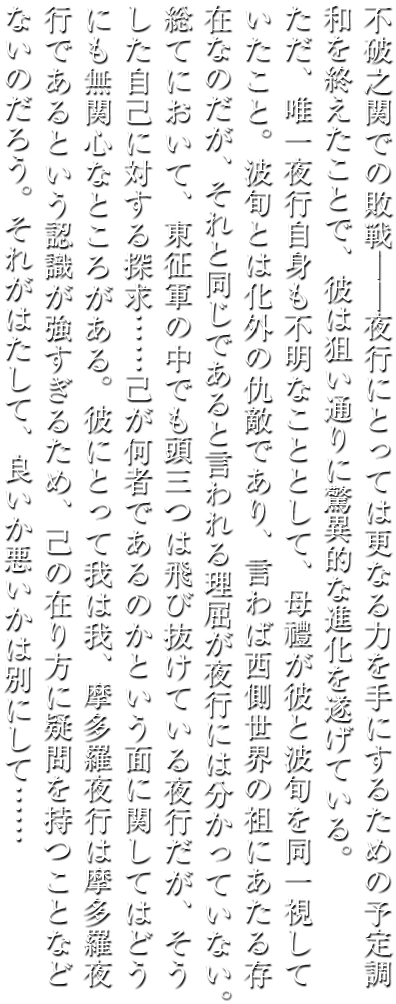 不破之関での敗戦――夜行にとっては更なる力を手にするための予定調
和を終えたことで、彼は狙い通りに驚異的な進化を遂げている。
ただ、唯一夜行自身も不明なこととして、母禮が彼と波旬を同一視して
いたこと。波旬とは化外の仇敵であり、言わば西側世界の祖にあたる存
在なのだが、それと同じであると言われる理屈が夜行には分かっていない。
総てにおいて、東征軍の中でも頭三つは飛び抜けている夜行だが、そう
した自己に対する探求……己が何者であるのかという面に関してはどう
にも無関心なところがある。彼にとって我は我、摩多羅夜行は摩多羅夜
行であるという認識が強すぎるため、己の在り方に疑問を持つことなど
ないのだろう。それがはたして、良いか悪いかは別にして……